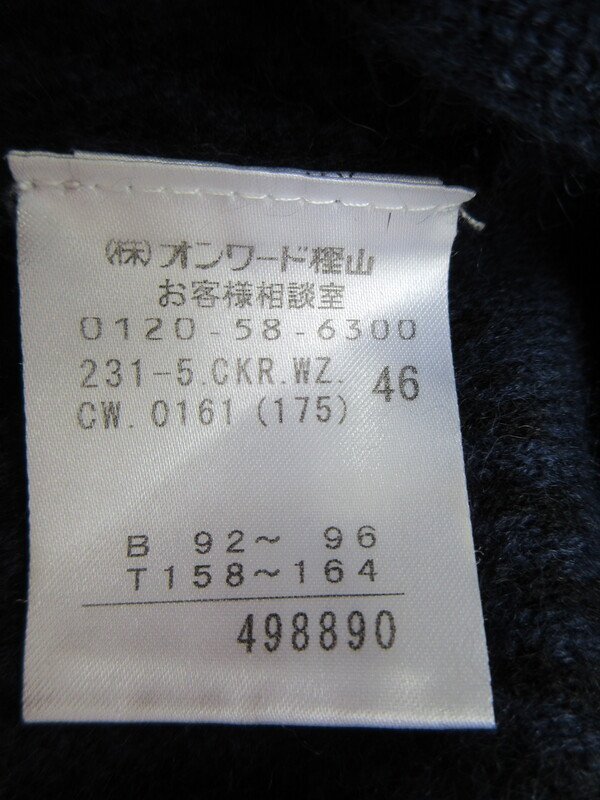 (株)オンワード樫山
お客様相談室
0120-58-6300
231-5.CKR.WZ. 46
CW.0161(175)
B 92~ 96
T158~164
498890